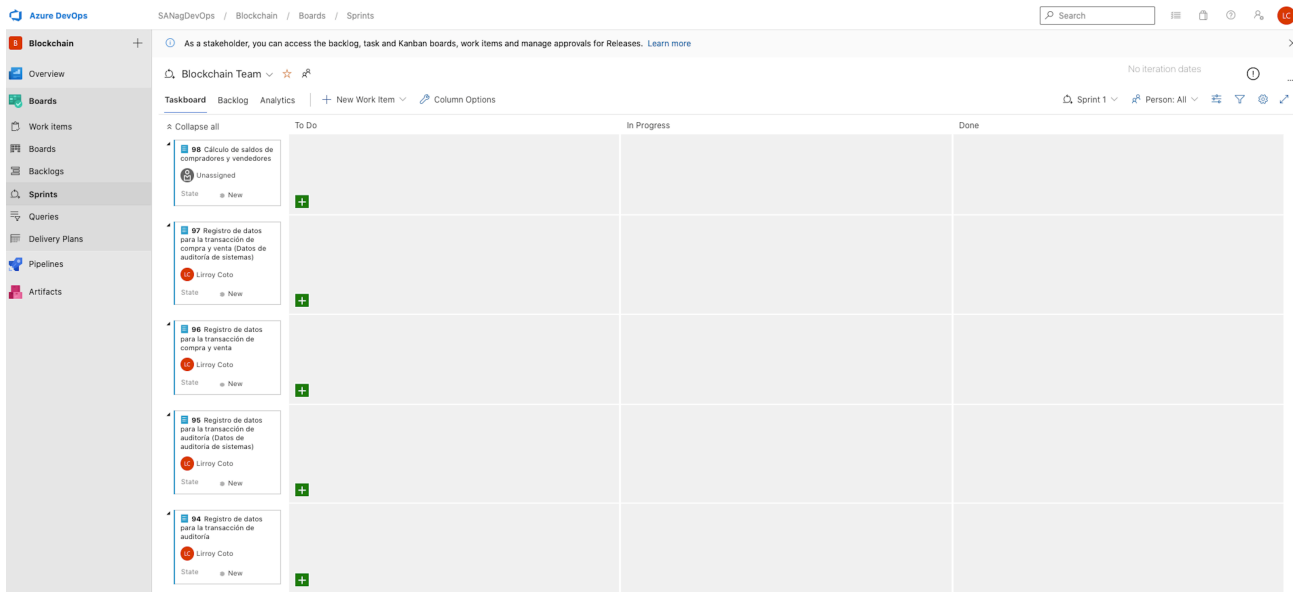 Azure DevOps
SANagDevOps / Blockchain / Boards / Sprints
Search
LC
B Blockchain
As a stakeholder, you can access the backlog, task and Kanban boards, work items and manage approvals for Releases. Learn more
Overview
Boards
Work items
Boards
Backlogs
Sprints
Queries
Delivery Plans
Pipelines
Artifacts
Blockchain Team
No iteration dates
Taskboard Backlog Analytics + New Work Item Column Options
Sprint 1 Person: All
Collapse all To Do In Progress Done
98 Cálculo de saldos de
compradores y vendedores
Unassigned
State New
97 Registro de datos
para la transacción de
compra y venta (Datos de
auditoría de sistemas)
LC Lirroy Coto
State New
96 Registro de datos
para la transacción de
compra y venta
LC Lirroy Coto
State New
95 Registro de datos
para la transacción de
auditoría (Datos de
auditoria de sistemas)
LC Lirroy Coto
State New
94 Registro de datos
para la transacción de
auditoría
LC Lirroy Coto
State New